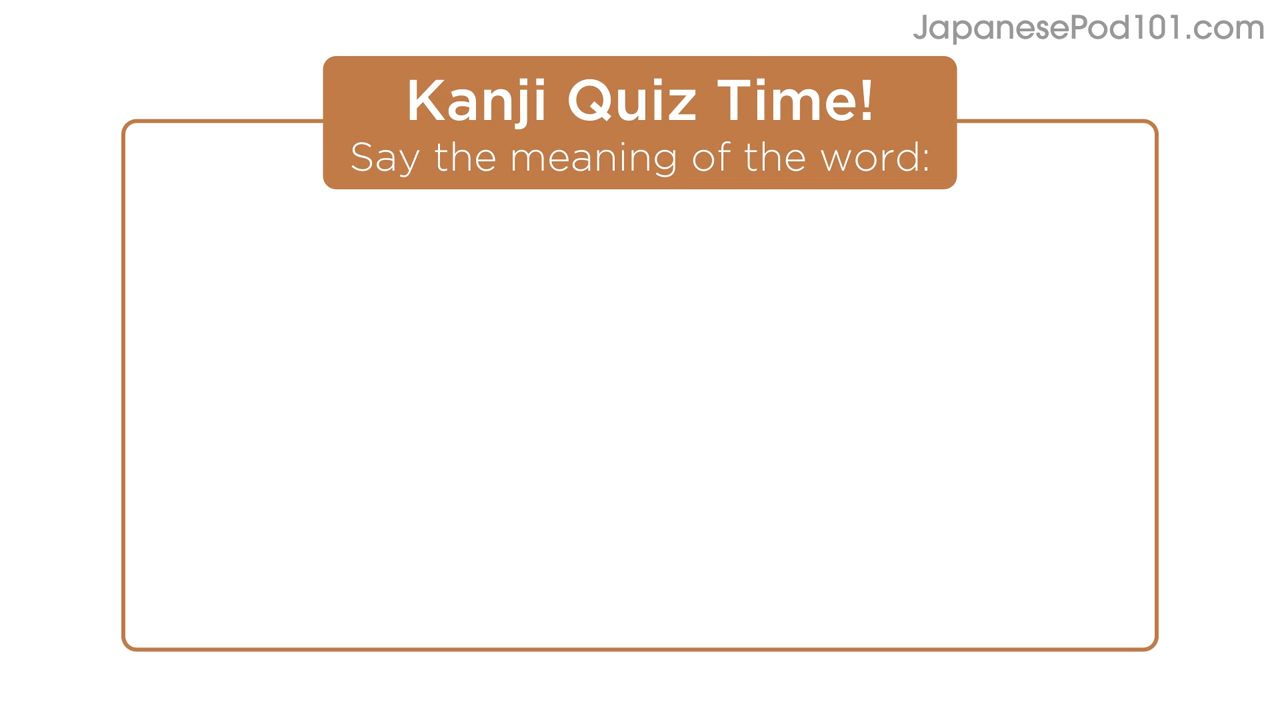 JapanesePod101.com
Kanji Quiz Time!
Say the meaning of the word: